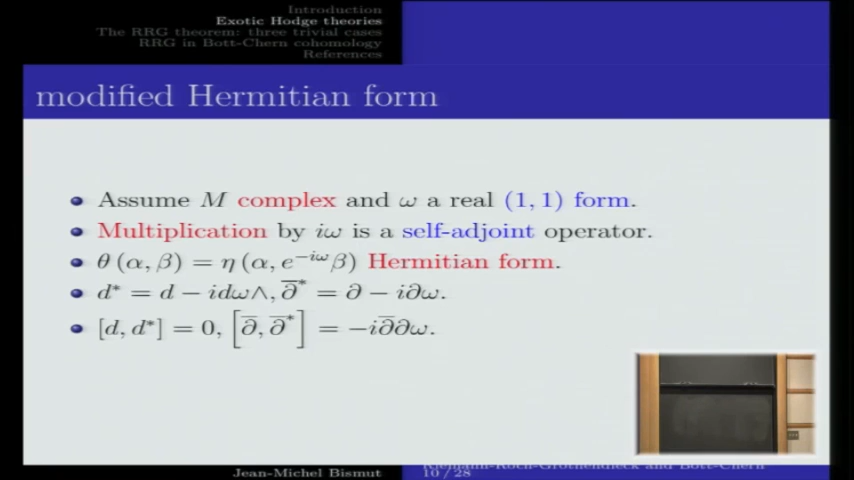 Introduction
Exotic Hodge theories
The RRG theorem: three trivial cases
RRG in Bott-Chern cohomology
References
modified Hermitian form
Assume M complex and ω a real (1, 1) form.
Multiplication by iω is a self-adjoint operator.
θ (α, β) = η (α, e^{-iω}β) Hermitian form.
d* = d − idω∧, ∂̅* = ∂ − i∂ω.
[d, d*] = 0, [∂̅, ∂̅*] = −i∂̅∂ω.
Jean-Michel Bismut
Riemann-Roch-Grothendieck and Bott-Chern
10 / 28